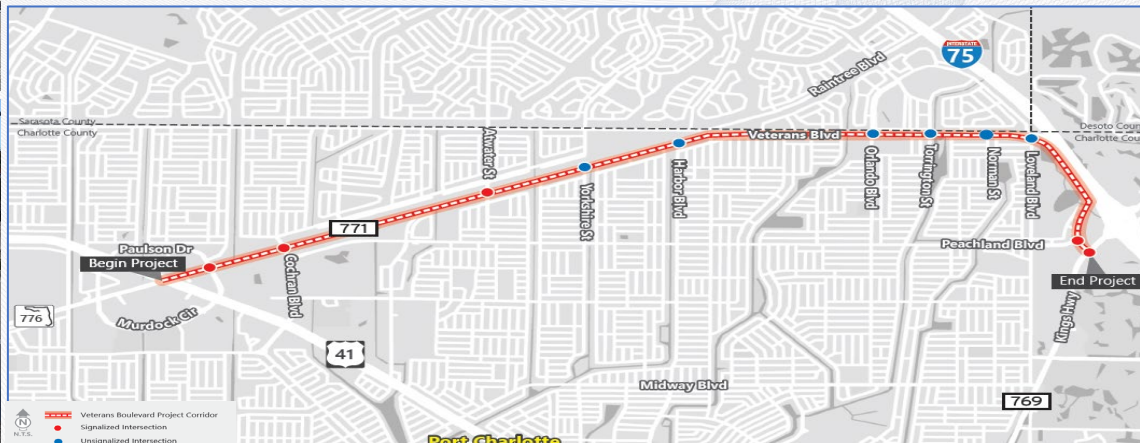 INTERSTATE
75
Raintree Blvd
Sarasota County
Charlotte County
Desoto Coun
Charlotte Cou
Veterans Blvd
Atwater St
Yorkshire St
Harbor Blvd
Orlando Blvd
Torrington St
Norman St
Loveland Blvd
771
Paulson Dr
Begin Project
Cochran Blvd
Peachland Blvd
End Project
776
Murdock Cir
41
Kings Hwy
Midway Blvd
769
Port Charlotte
N
N.T.S.
Veterans Boulevard Project Corridor
Signalized Intersection
Unsignalized Intersection